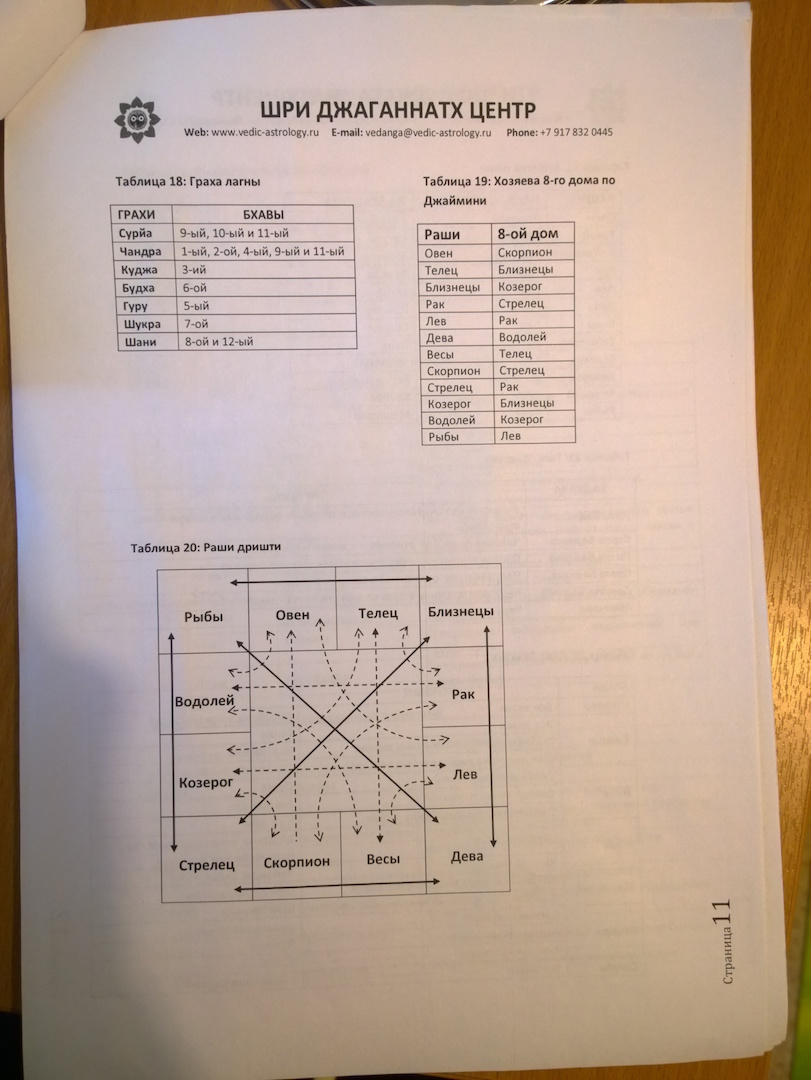 ШРИ ДЖАГАННАТХ ЦЕНТР
Web: www.vedic-astrology.ru E-mail: vedanga@vedic-astrology.ru Phone: +7 917 832 0445
Таблица 18: Граха лагны
ГРАХИ БХАВЫ
Сурйа 9-ый, 10-ый и 11-ый
Чандра 1-ый, 2-ой, 4-ый, 9-ый и 11-ый
Куджа 3-ий
Будха 6-ой
Гуру 5-ый
Шукра 7-ой
Шани 8-ой и 12-ый
Таблица 19: Хозяева 8-го дома по
Джаймини
Раши 8-ой дом
Овен Скорпион
Телец Близнецы
Близнецы Козерог
Рак Стрелец
Лев Рак
Дева Водолей
Весы Телец
Скорпион Стрелец
Стрелец Рак
Козерог Близнецы
Водолей Козерог
Рыбы Лев
Таблица 20: Раши дришти
Рыбы Овен Телец Близнецы
Водолей Рак
Козерог Лев
Стрелец Скорпион Весы Дева
Страница 11